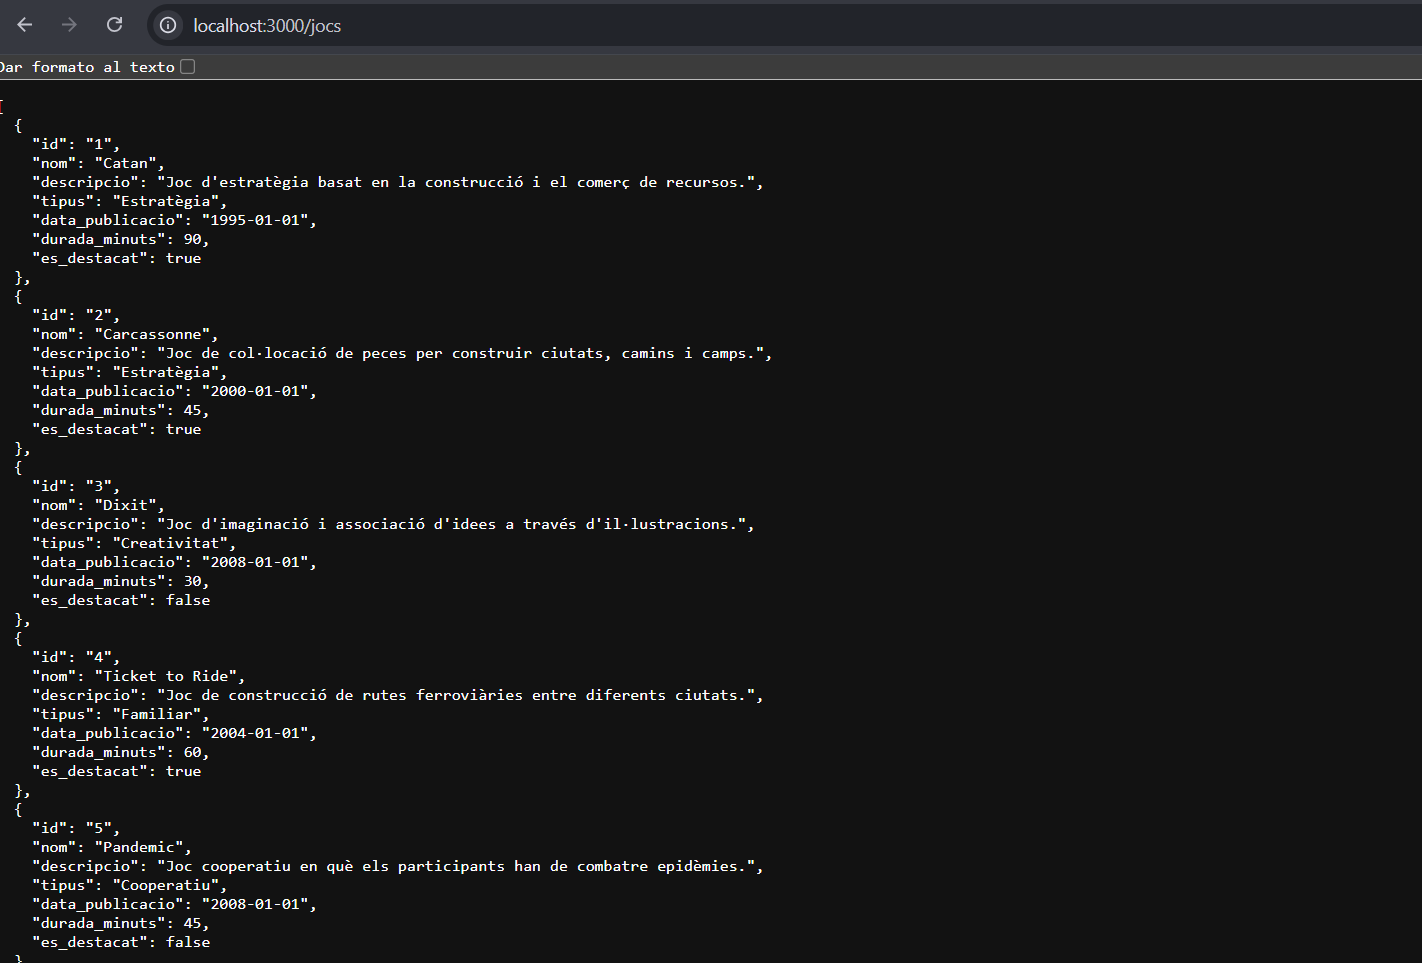 localhost:3000/jocs
Dar formato al texto
[
{
"id": "1",
"nom": "Catan",
"descripcio": "Joc d'estratègia basat en la construcció i el comerç de recursos.",
"tipus": "Estratègia",
"data_publicacio": "1995-01-01",
"durada_minuts": 90,
"es_destacat": true
},
{
"id": "2",
"nom": "Carcassonne",
"descripcio": "Joc de col·locació de peces per construir ciutats, camins i camps.",
"tipus": "Estratègia",
"data_publicacio": "2000-01-01",
"durada_minuts": 45,
"es_destacat": true
},
{
"id": "3",
"nom": "Dixit",
"descripcio": "Joc d'imaginació i associació d'idees a través d'il·lustracions.",
"tipus": "Creativitat",
"data_publicacio": "2008-01-01",
"durada_minuts": 30,
"es_destacat": false
},
{
"id": "4",
"nom": "Ticket to Ride",
"descripcio": "Joc de construcció de rutes ferroviàries entre diferents ciutats.",
"tipus": "Familiar",
"data_publicacio": "2004-01-01",
"durada_minuts": 60,
"es_destacat": true
},
{
"id": "5",
"nom": "Pandemic",
"descripcio": "Joc cooperatiu en què els participants han de combatre epidèmies.",
"tipus": "Cooperatiu",
"data_publicacio": "2008-01-01",
"durada_minuts": 45,
"es_destacat": false
}